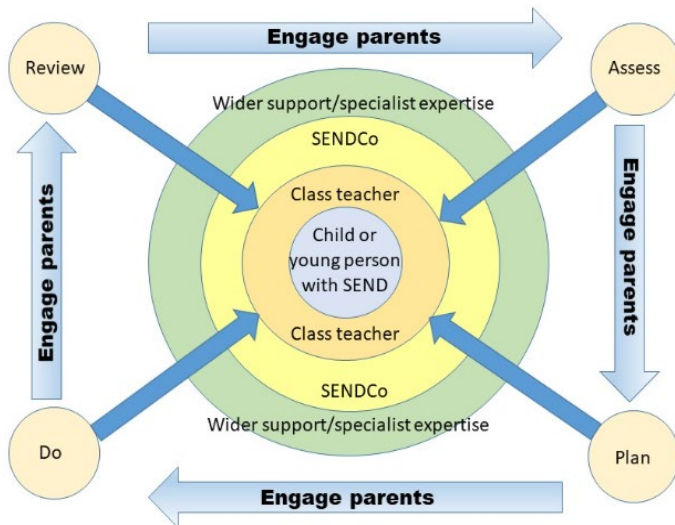 Engage parents
Review
Assess
Wider support/specialist expertise
SENDCo
Class teacher
Child or
young person
with SEND
Class teacher
SENDCo
Wider support/specialist expertise
Engage parents
Engage parents
Do
Plan
Engage parents